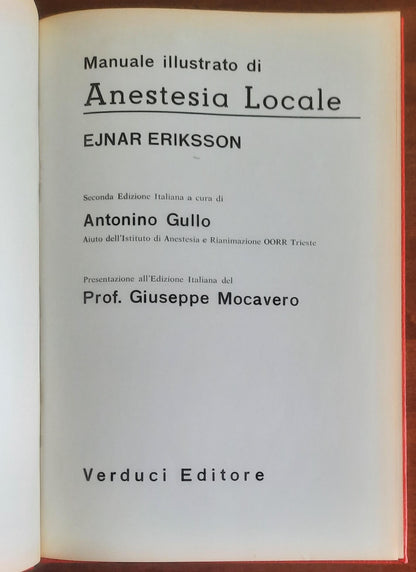 Manuale illustrato di
Anestesia Locale
EJNAR ERIKSSON
Seconda Edizione Italiana a cura di
Antonino Gullo
Aiuto dell'Istituto di Anestesia e Rianimazione OORR Trieste
Presentazione all'Edizione Italiana del
Prof. Giuseppe Mocavero
Verduci Editore